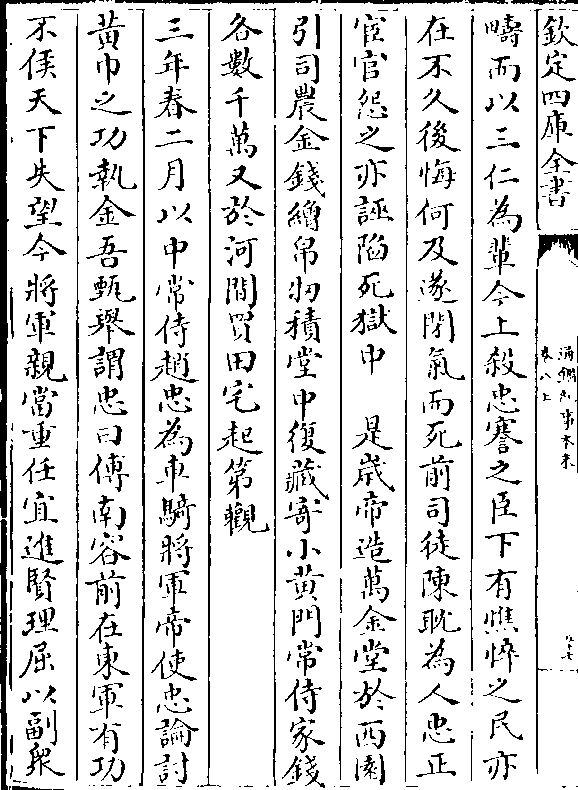 欽定四庫全書
通鑑紀事本末
卷八上
疇而以三仁為輩今上殺忠謇之臣下有憔悴之民亦
在不久後悔何及遂閉氣而死前司徒陳耽為人忠正
宦官怨之亦誣陷死獄中　是歲帝造萬金堂於西園
引司農金錢繒帛牣積堂中復藏寄小黄門常侍家錢
各數千萬又於河間買田宅起第觀
三年春二月以中常侍趙忠為車騎將軍帝使忠論討
黄巾之功執金吾甄舉謂忠曰傅南容前在東軍有功
不侯天下失望今將軍親當重任宜進賢理屈以副衆